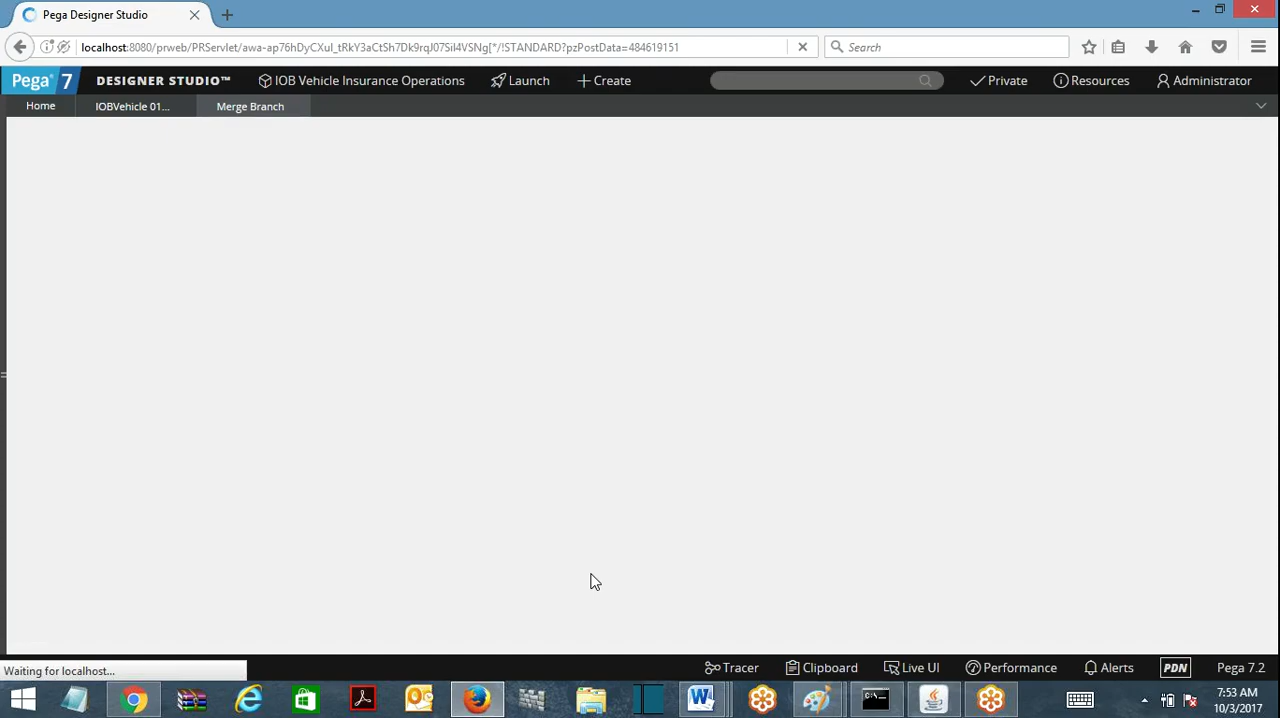 Pega Designer Studio
localhost:8080/prweb/PRServlet/awa-ap76hDyCXuI_tRkY3aCtSh7Dk9rqJ07Sil4VSNg[*/!STANDARD?pzPostData=484619151
Search
Pega 7 DESIGNER STUDIO™ IOB Vehicle Insurance Operations Launch Create Private Resources Administrator
Home IOBVehicle 01... Merge Branch
Waiting for localhost...
Tracer Clipboard Live UI Performance Alerts PDN Pega 7.2
7:53 AM
10/3/2017